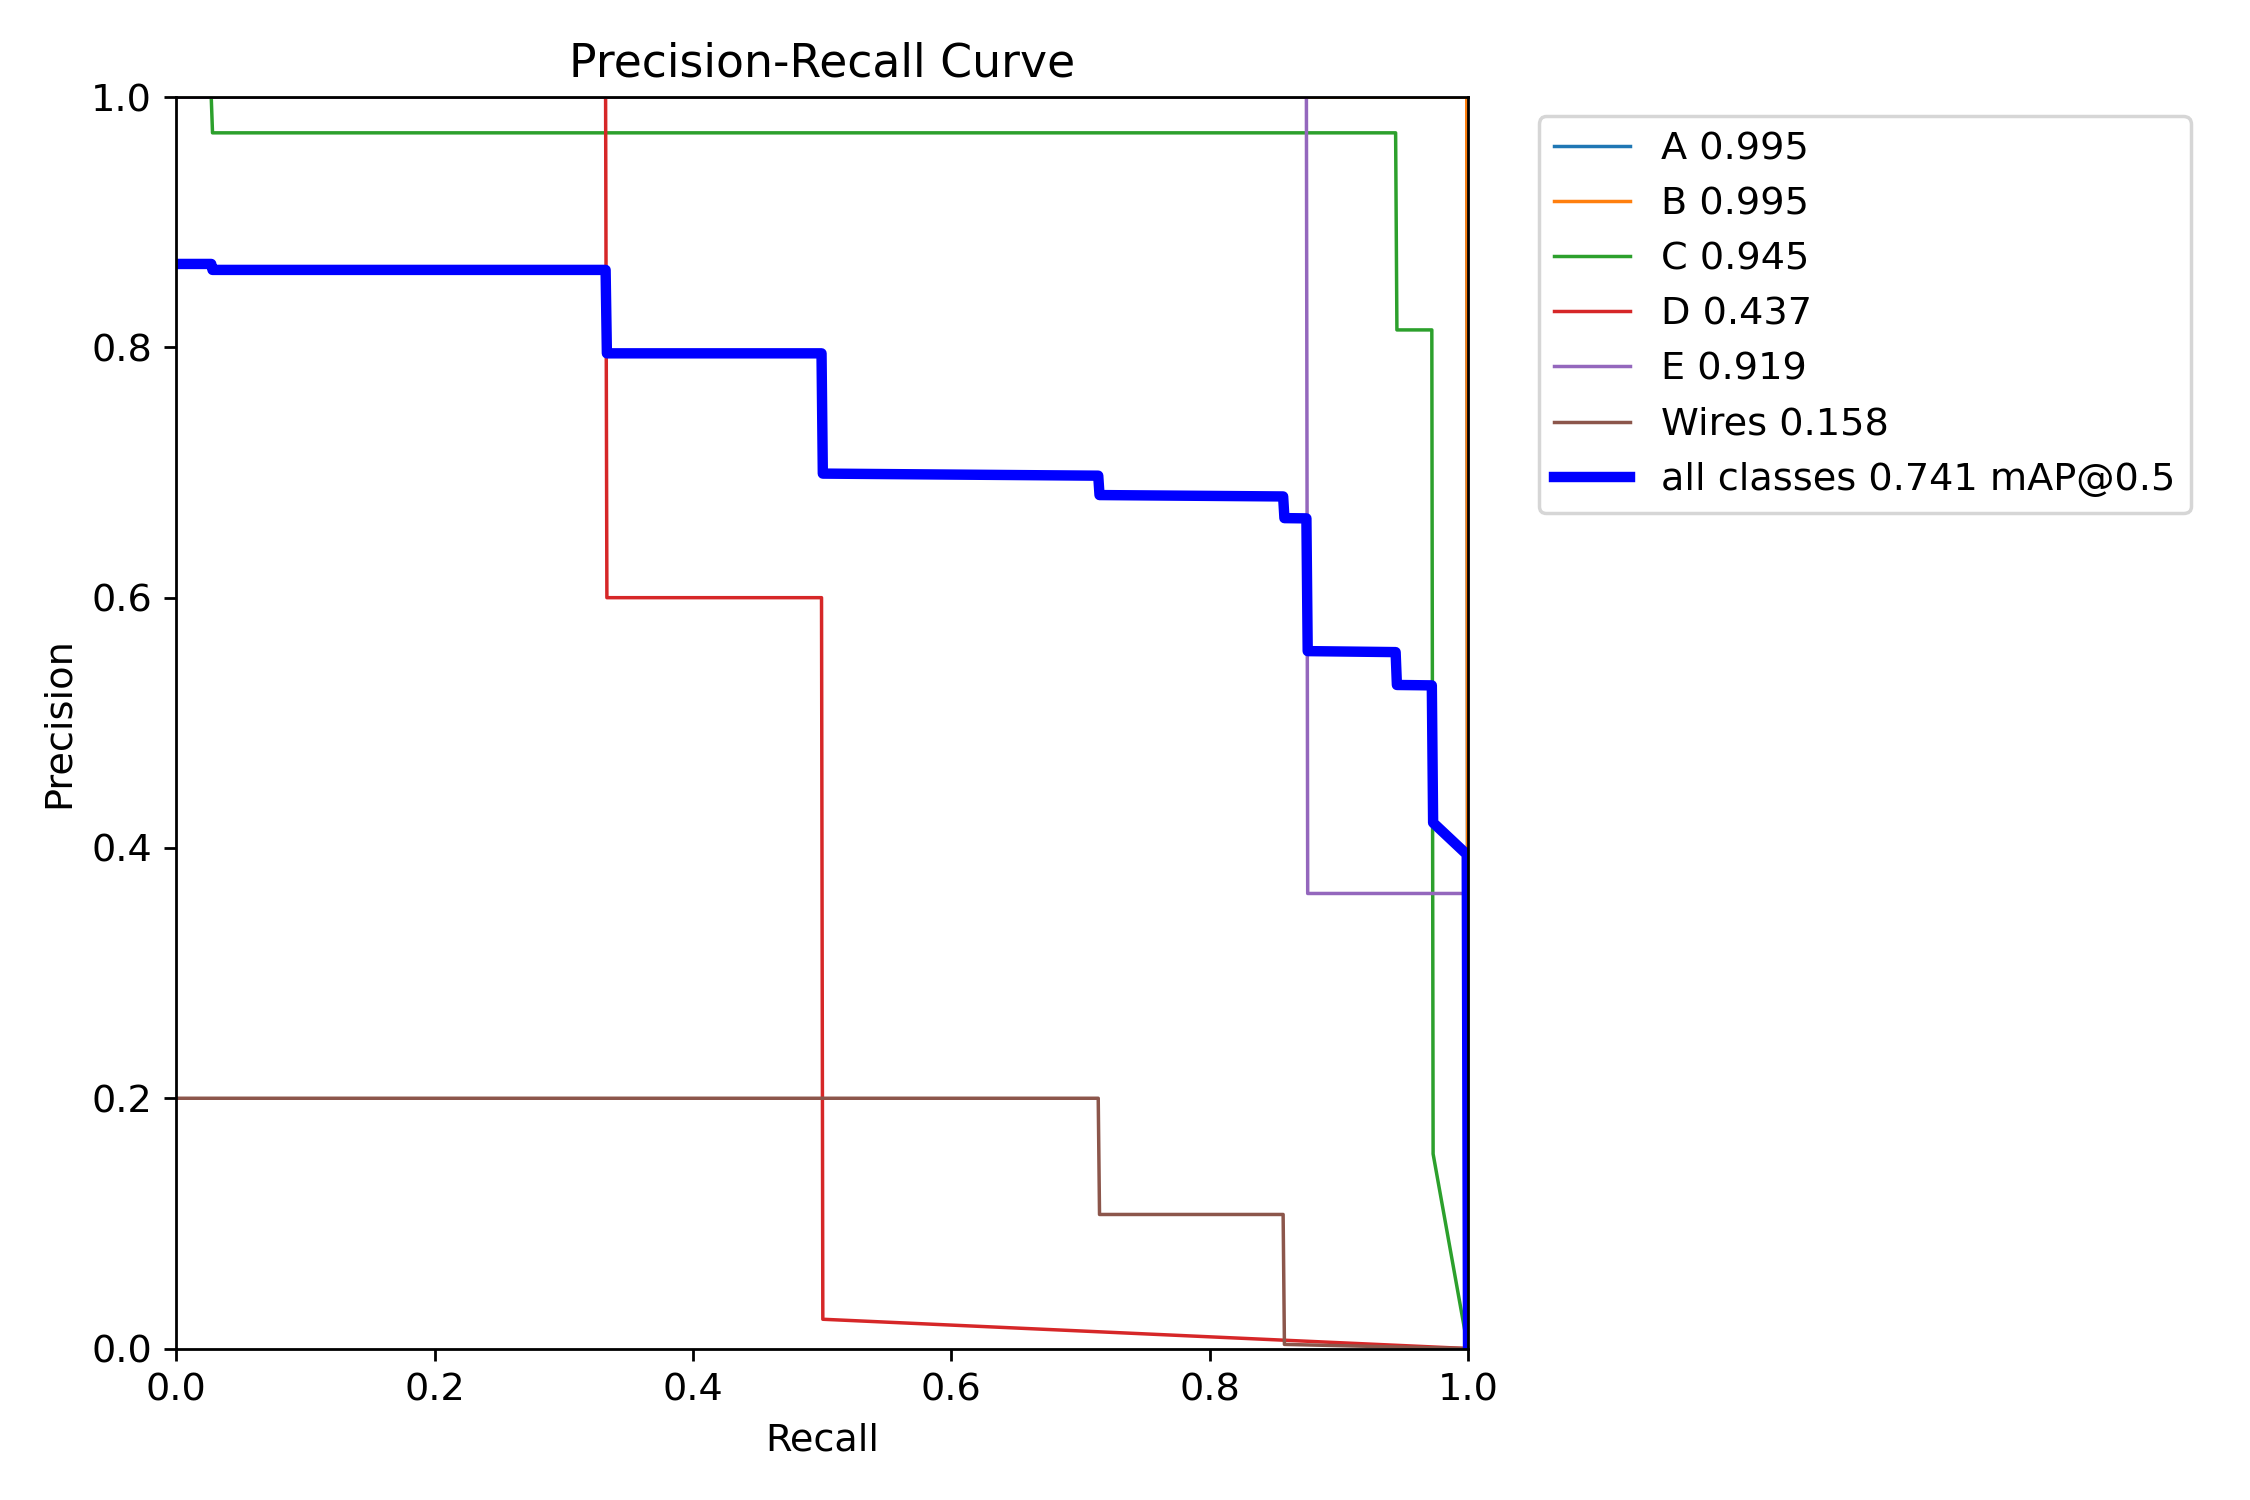 Precision-Recall Curve
1.0
0.8
0.6
0.4
0.2
0.0
Precision
0.0 0.2 0.4 0.6 0.8 1.0
Recall
A 0.995
B 0.995
C 0.945
D 0.437
E 0.919
Wires 0.158
all classes 0.741 mAP@0.5